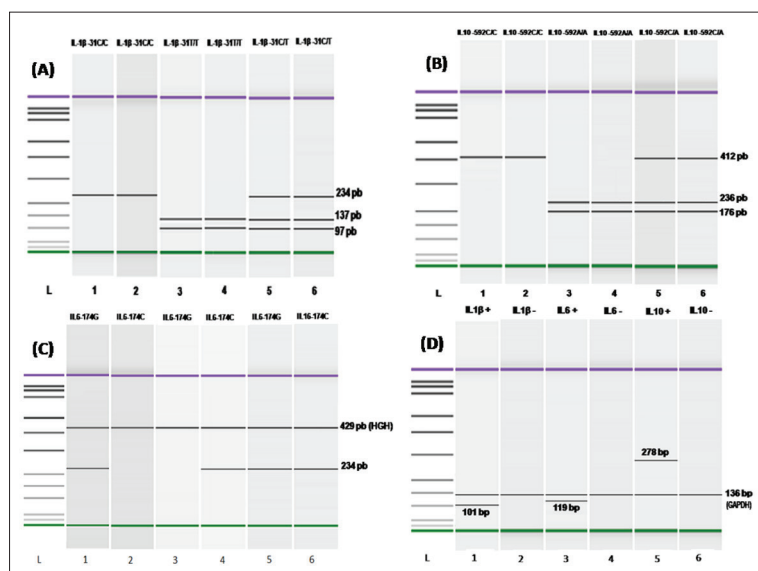 (A)
IL-1β-31C/C IL-1β-31C/C IL-1β-31T/T IL-1β-31T/T IL-1β-31C/T IL-1β-31C/T
234 pb
137 pb
97 pb
L 1 2 3 4 5 6
(B)
IL10-592C/C IL10-592C/C IL10-592A/A IL10-592A/A IL10-592C/A IL10-592C/A
412 pb
236 pb
176 pb
L 1 2 3 4 5 6
(C)
IL6-174G IL6-174C IL6-174G IL6-174C IL6-174G IL16-174C
429 pb (HGH)
234 pb
L 1 2 3 4 5 6
(D)
IL1β + IL1β - IL6 + IL6 - IL10 + IL10 -
278 bp
136 bp
(GAPDH)
101 bp 119 bp
L 1 2 3 4 5 6